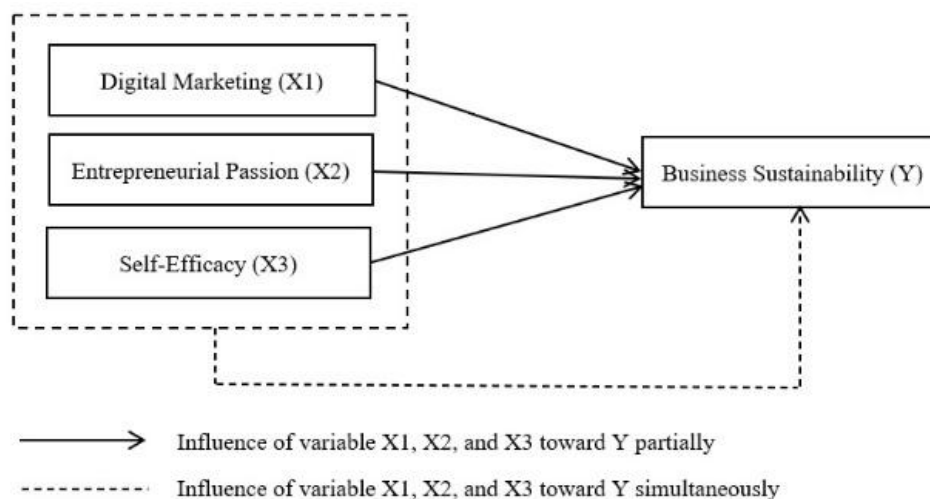 Digital Marketing (X1)
Entrepreneurial Passion (X2)
Business Sustainability (Y)
Self-Efficacy (X3)
Influence of variable X1, X2, and X3 toward Y partially
Influence of variable X1, X2, and X3 toward Y simultaneously